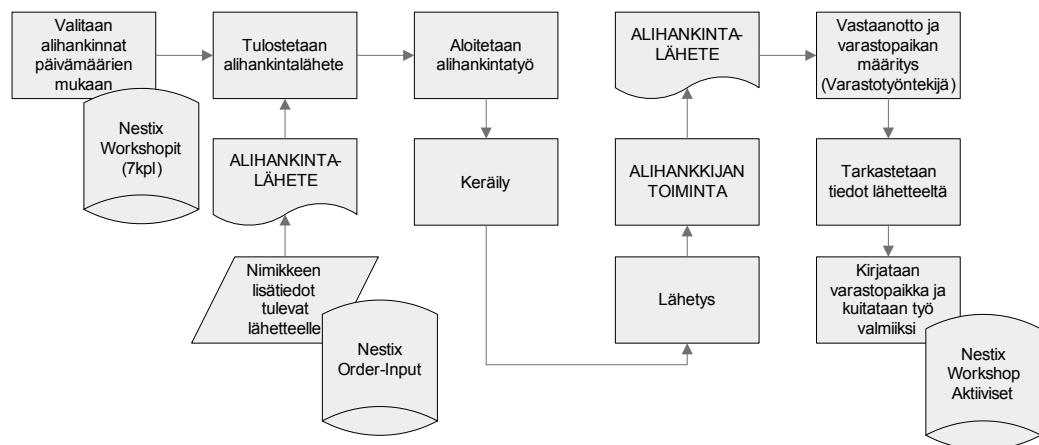 Valitaan
alihankinnat
päivämäärien
mukaan
Nestix
Workshopit
(7kpl)
Tulostetaan
alihankintalähete
ALIHANKINTA-
LÄHETE
Nimikkeen
lisätiedot
tulevat
lähetteelle
Nestix
Order-Input
Aloitetaan
alihankintatyö
Keräily
ALIHANKINTA-
LÄHETE
ALIHANKKIJAN
TOIMINTA
Lähetys
Vastaanotto ja
varastopaikan
määritys
(Varastotyöntekijä)
Tarkastetaan
tiedot lähetteeltä
Kirjataan
varastopaikka ja
kuitataan työ
valmiiksi
Nestix
Workshop
Aktiiviset